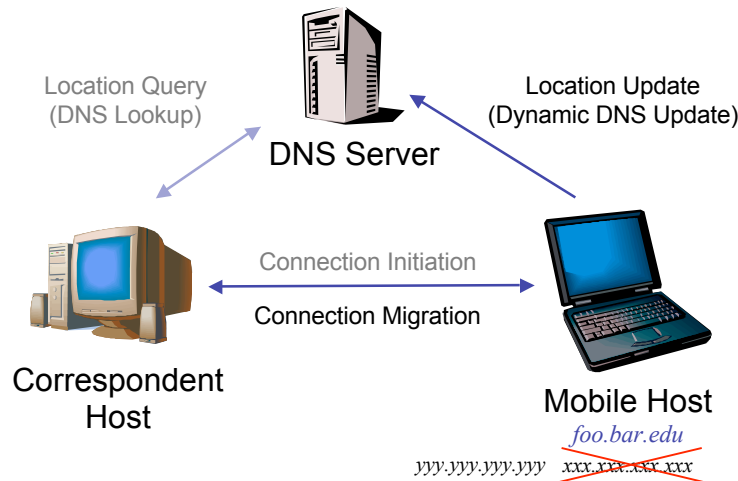 Location Query
(DNS Lookup)
Location Update
(Dynamic DNS Update)
DNS Server
Connection Initiation
Connection Migration
Correspondent
Host
Mobile Host
foo.bar.edu
yyy.yyy.yyy.yyy xxx.xxx.xxx.xxx